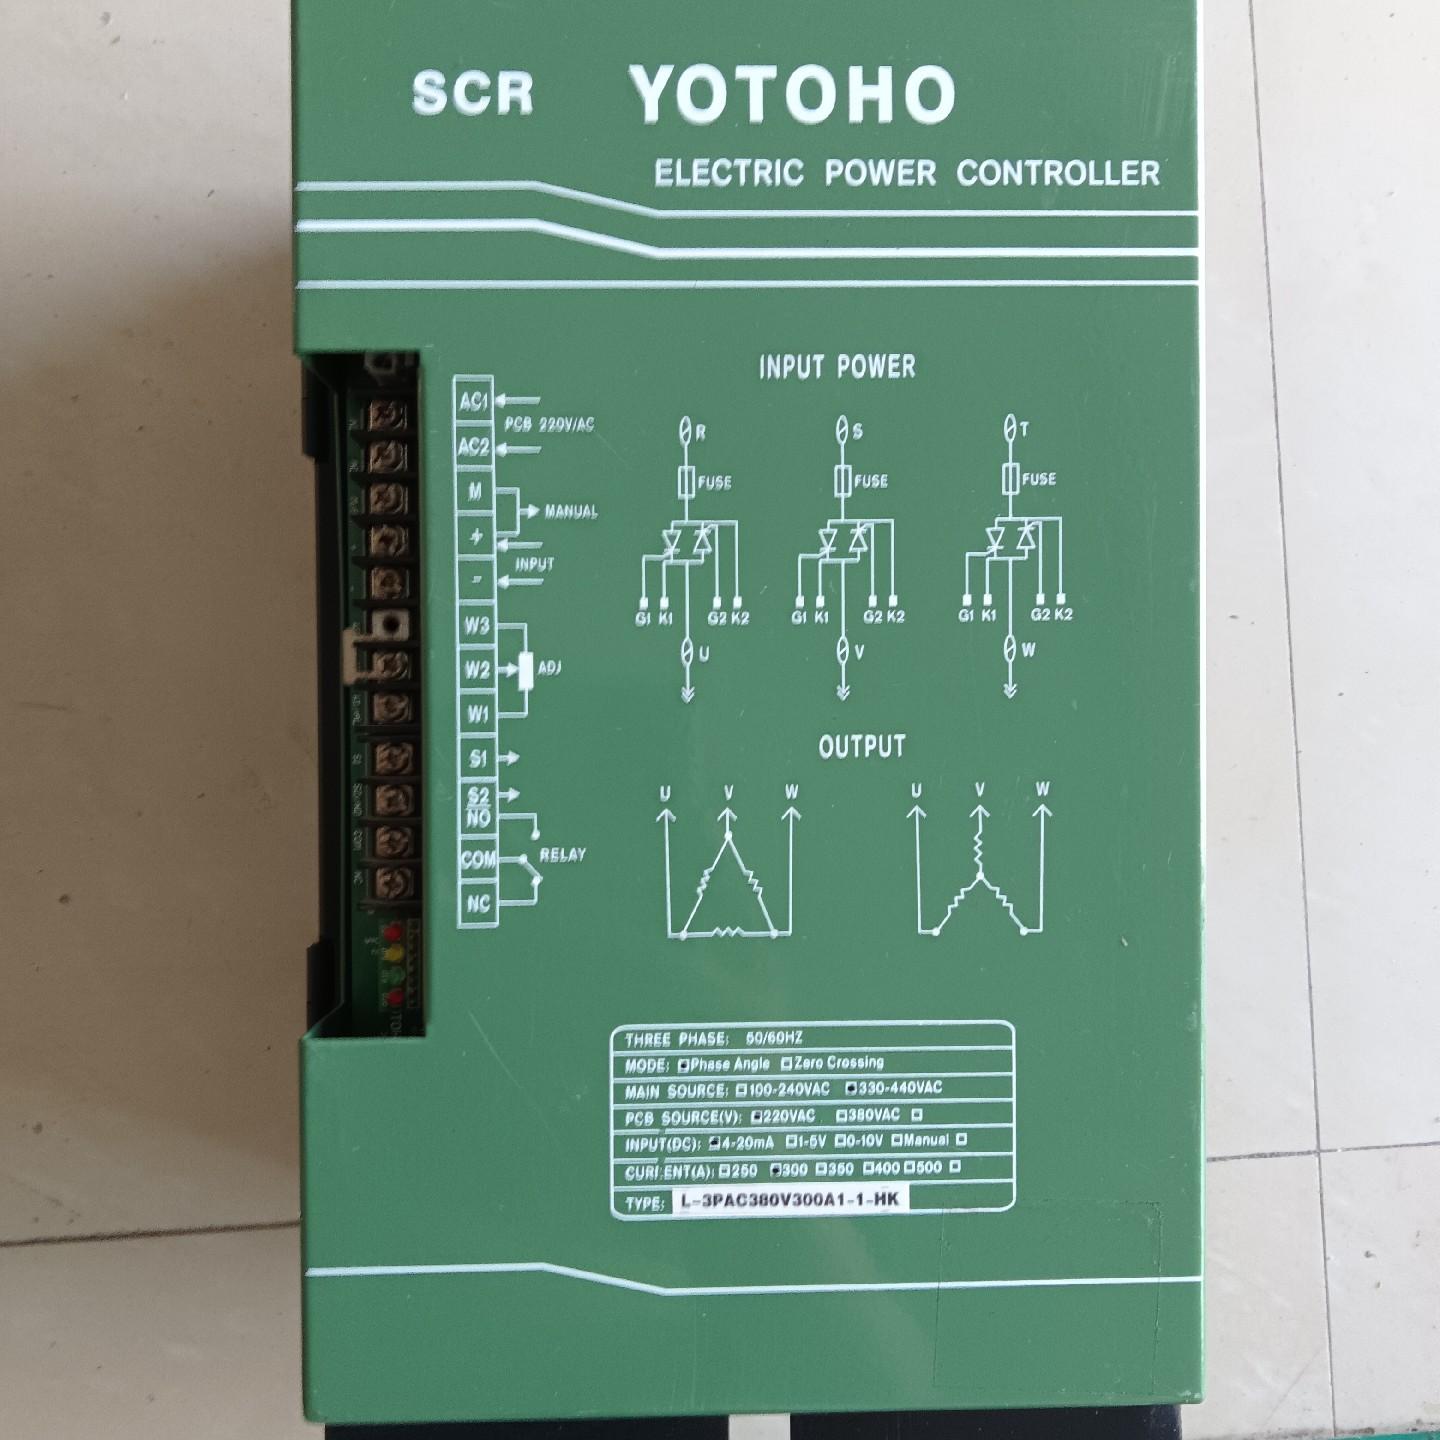 SCR YOTOHO
ELECTRIC POWER CONTROLLER
INPUT POWER
AC1
PCB 220V/AC
AC2
M
MANUAL
+
INPUT
-
W3
W2 ADJ
W1
S1
S2
NO
COM RELAY
NC
R S T
FUSE FUSE FUSE
G1 K1 G2 K2 G1 K1 G2 K2 G1 K1 G2 K2
U V W
OUTPUT
U V W U V W
THREE PHASE: 50/60HZ
MODE: Phase Angle Zero Crossing
MAIN SOURCE: 100-240VAC 330-440VAC
PCB SOURCE(V): 220VAC 380VAC
INPUT(DC): 4-20mA 1-5V 0-10V Manual
CURRENT(A): 250 300 350 400 500
TYPE: L-3PAC380V300A1-1-HK